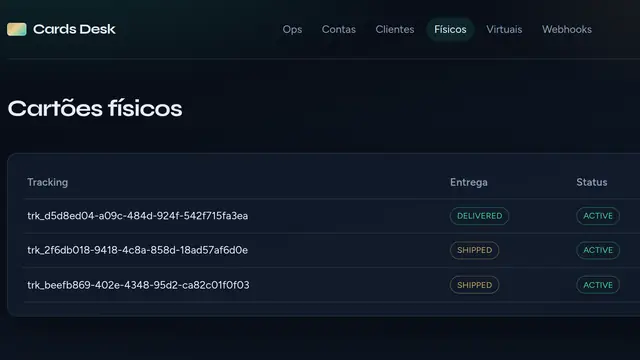 Cards Desk Ops Contas Clientes Físicos Virtuais Webhooks
Cartões físicos
Tracking Entrega Status
trk_d5d8ed04-a09c-484d-924f-542f715fa3ea DELIVERED ACTIVE
trk_2f6db018-9418-4c8a-858d-18ad57af6d0e SHIPPED ACTIVE
trk_beefb869-402e-4348-95d2-ca82c01f0f03 SHIPPED ACTIVE